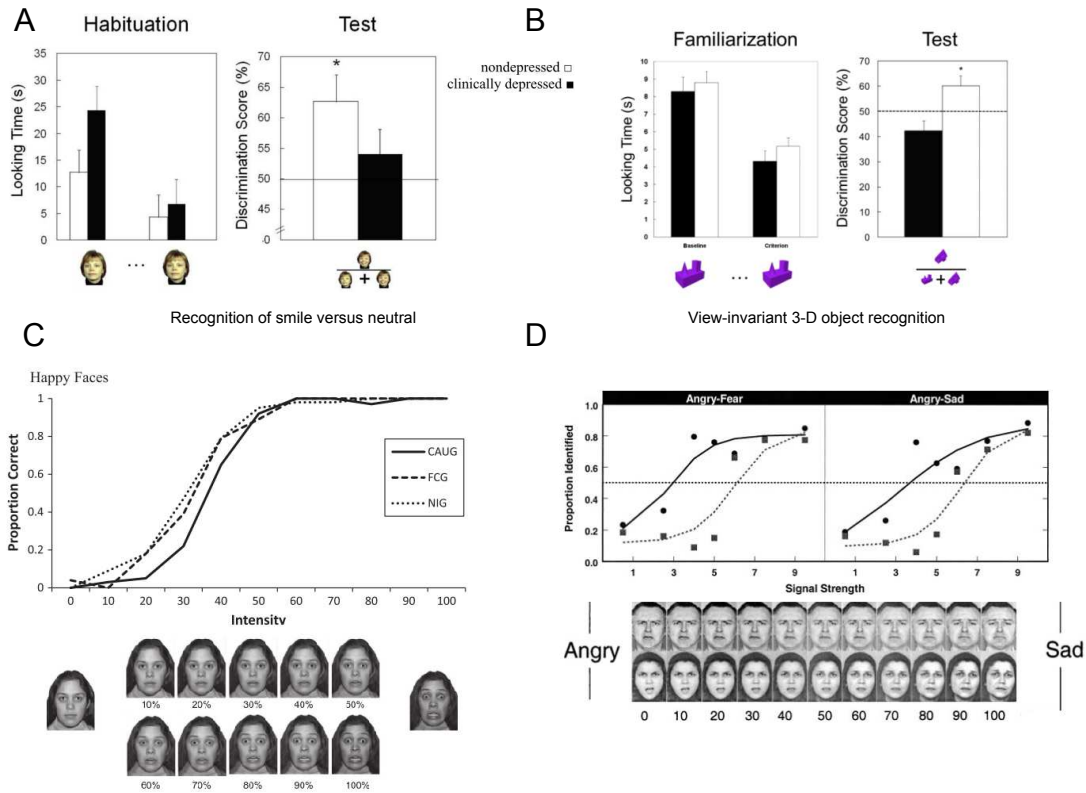 A
Habituation
Test
Looking Time (s)
35
30
25
20
15
10
5
0
...
Discrimination Score (%)
70
65
60
55
50
45
0
*
+
nondepressed □
clinically depressed ■
Recognition of smile versus neutral
B
Familiarization
Test
Looking Time (s)
10
9
8
7
6
5
4
3
2
1
0
Baseline
Criterion
...
Discrimination Score (%)
70
60
50
40
30
20
10
0
*
+
View-invariant 3-D object recognition
C
Happy Faces
Proportion Correct
1
0.8
0.6
0.4
0.2
0
CAUG
FCG
NIG
0 10 20 30 40 50 60 70 80 90 100
Intensity
10% 20% 30% 40% 50%
60% 70% 80% 90% 100%
D
Angry-Fear
Angry-Sad
Proportion Identified
1.0
0.8
0.6
0.4
0.2
0.0
1 3 5 7 9 1 3 5 7 9
Signal Strength
Angry
Sad
0 10 20 30 40 50 60 70 80 90 100